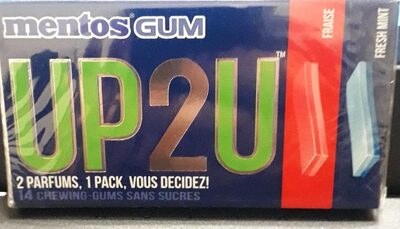 mentos GUM
UP2U™
2 PARFUMS, 1 PACK, VOUS DECIDEZ!
14 CHEWING-GUMS SANS SUCRES
FRAISE
FRESH MINT